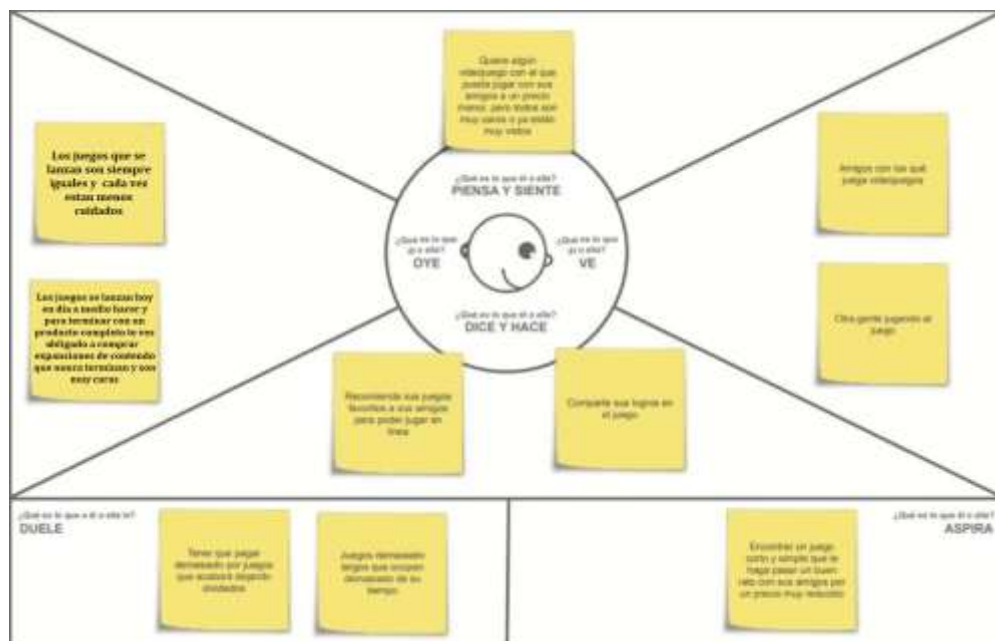 Quiere algún
videojuego con el que
pueda jugar con sus
amigos a un precio
menor, pero todos son
muy caros o ya están
muy vistos
Los juegos que se
lanzan son siempre
iguales y cada vez
estan menos
cuidados
Amigos con los que
juega videojuegos
¿Qué es lo que él o ella?
PIENSA Y SIENTE
¿Qué es lo que
él o ella?
OYE
¿Qué es lo que
él o ella?
VE
¿Qué es lo que él o ella?
DICE Y HACE
Los juegos se lanzan hoy
en día a medio hacer y
para terminar con un
producto completo te ves
obligado a comprar
expansiones de contendo
que nunca terminan y son
muy caras
Otra gente jugando al
juego
Recomienda sus juegos
favoritos a sus amigos
para poder jugar en
línea
Comparte sus logros en
el juego
¿Qué es lo que a él o ella le?
DUELE
Tener que pagar
demasiado por juegos
que acabará dejando
olvidados
Juegos demasiado
largos que ocupan
demasiado de su
tiempo
¿Qué es lo que él o ella?
ASPIRA
Encontrar un juego
corto y simple que le
haga pasar un buen
rato con sus amigos por
un precio muy reducido